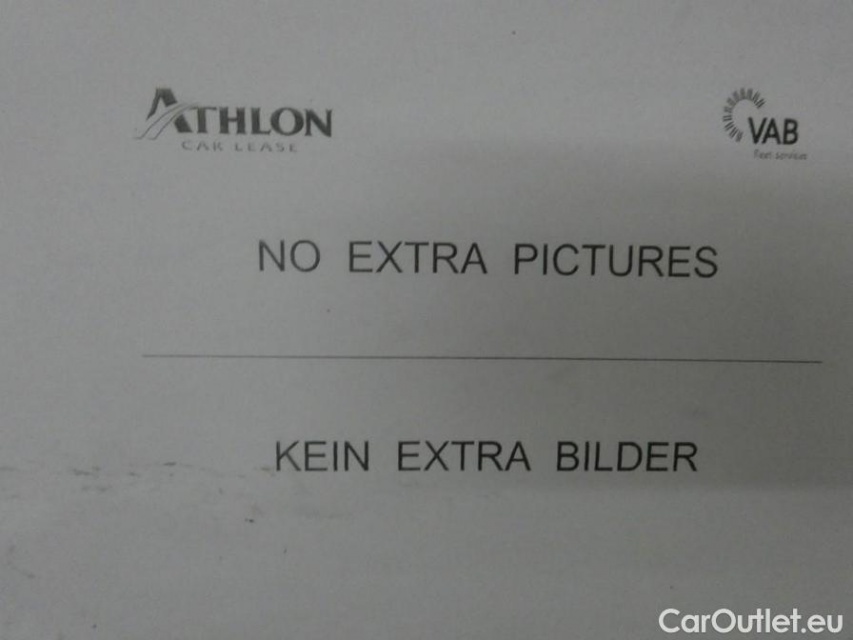 ATHLON
CAR LEASE
VAB
fleet services
NO EXTRA PICTURES
KEIN EXTRA BILDER
CarOutlet.eu